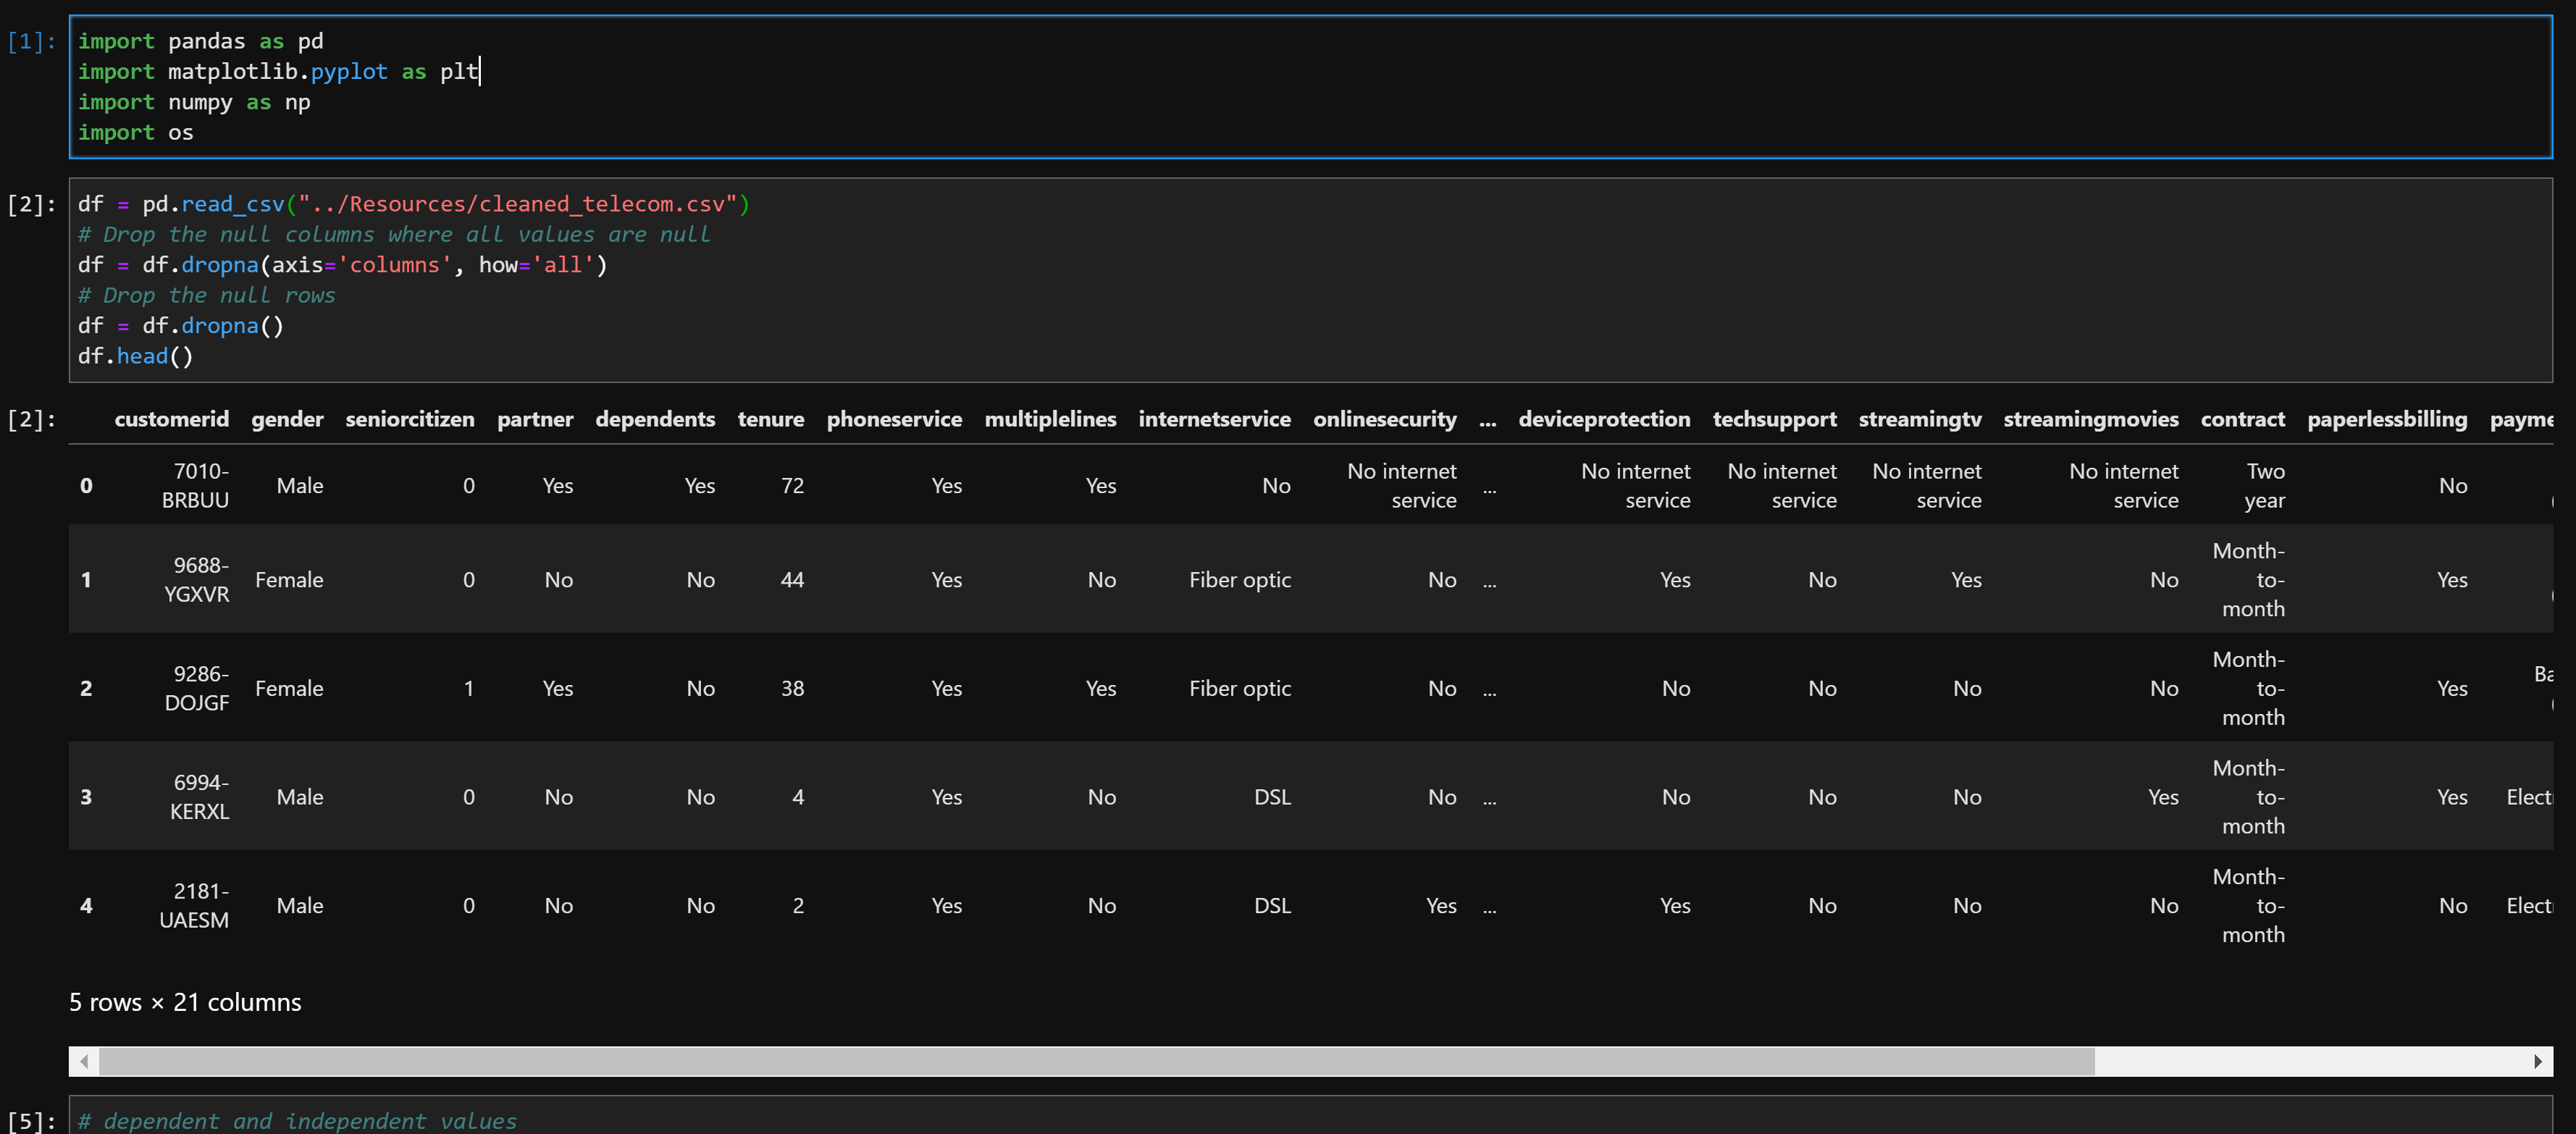 [1]:
import pandas as pd
import matplotlib.pyplot as plt
import numpy as np
import os
[2]:
df = pd.read_csv("../Resources/cleaned_telecom.csv")
# Drop the null columns where all values are null
df = df.dropna(axis='columns', how='all')
# Drop the null rows
df = df.dropna()
df.head()
[2]:
customerid gender seniorcitizen partner dependents tenure phoneservice multiplelines internetservice onlinesecurity ... deviceprotection techsupport streamingtv streamingmovies contract paperlessbilling payme
0 7010-BRBUU Male 0 Yes Yes 72 Yes Yes No No internet service ... No internet service No internet service No internet service No internet service Two year No
1 9688-YGXVR Female 0 No No 44 Yes No Fiber optic No ... Yes No Yes No Month-to-month Yes
2 9286-DOJGF Female 1 Yes No 38 Yes Yes Fiber optic No ... No No No No Month-to-month Yes Ba
3 6994-KERXL Male 0 No No 4 Yes No DSL No ... No No No Yes Month-to-month Yes Elect
4 2181-UAESM Male 0 No No 2 Yes No DSL Yes ... Yes No No No Month-to-month No Elect
5 rows × 21 columns
[5]:
# dependent and independent values